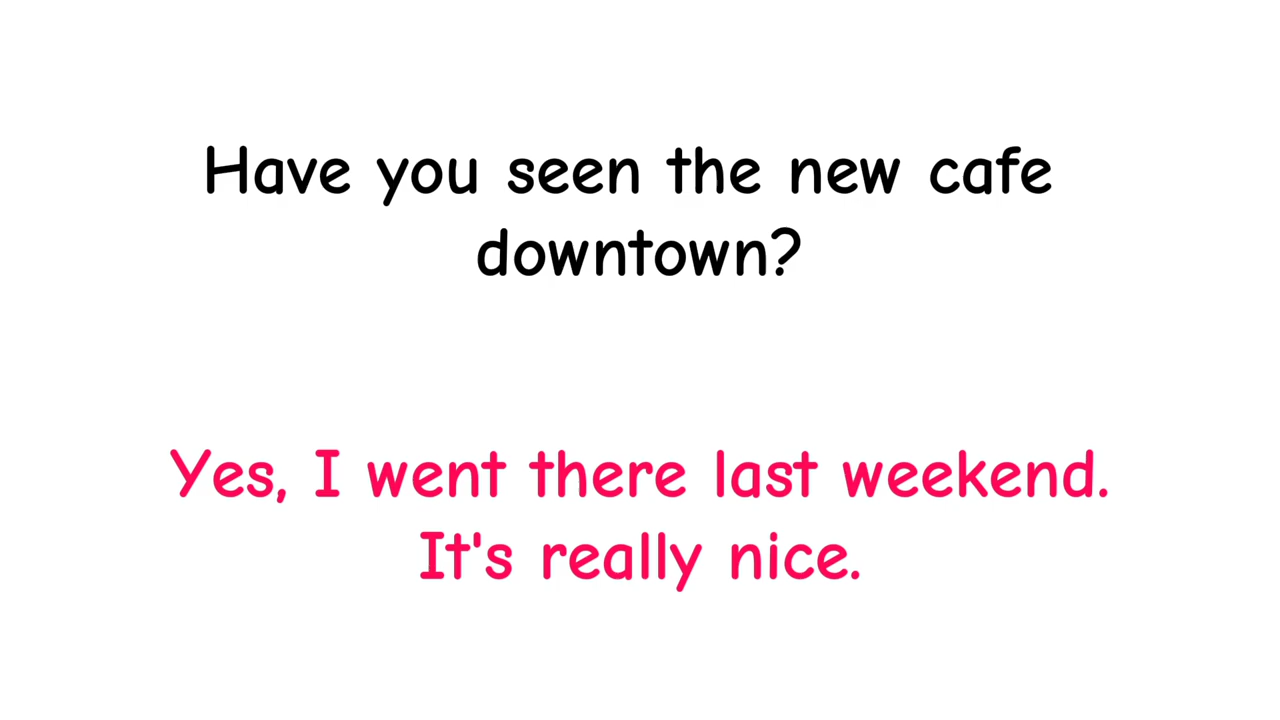 Have you seen the new cafe
downtown?
Yes, I went there last weekend.
It's really nice.